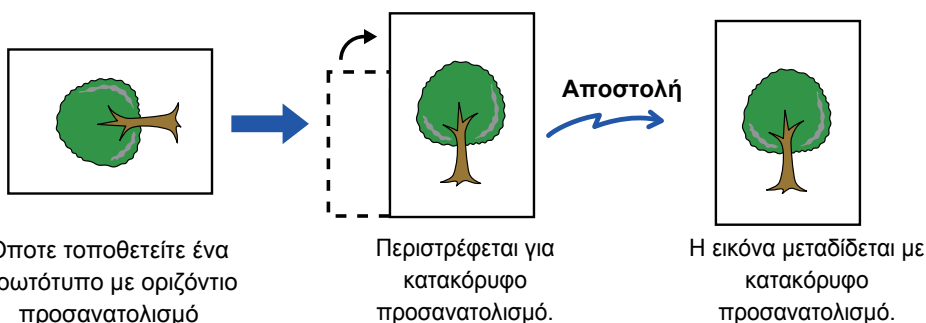 Αποστολή
Όποτε τοποθετείτε ένα
πρωτότυπο με οριζόντιο
προσανατολισμό
Περιστρέφεται για
κατακόρυφο
προσανατολισμό.
Η εικόνα μεταδίδεται με
κατακόρυφο
προσανατολισμό.